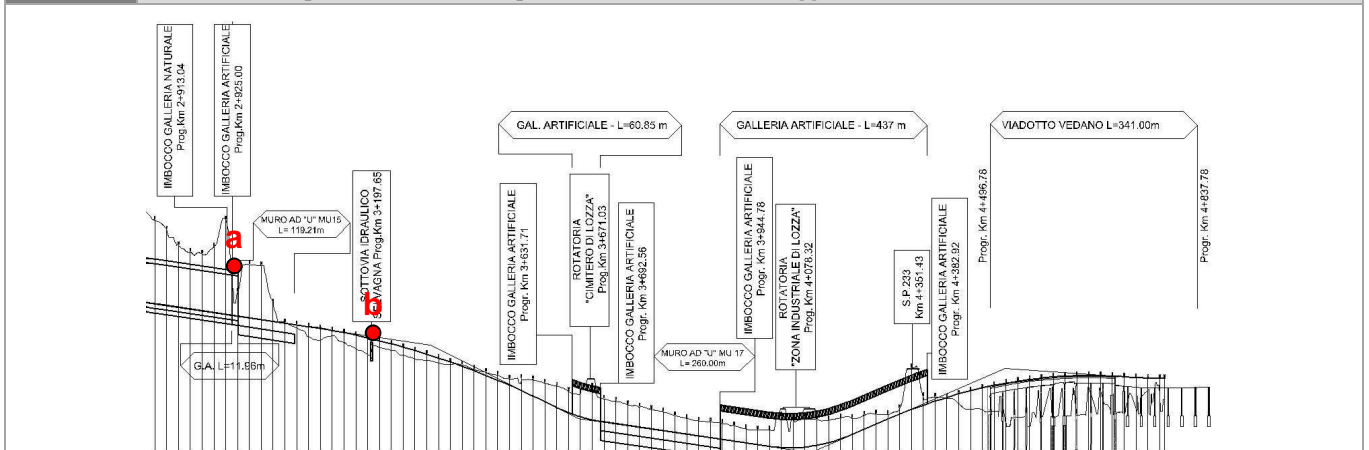 IMBOCCO GALLERIA NATURALE
Prog.Km 2+913.04
IMBOCCO GALLERIA ARTIFICIALE
Prog.Km 2+925.00
MURO AD "U" MU15
L= 119.21m
a
SOTTOVIA IDRAULICO
SELVAGNA Prog.Km 3+197.65
b
G.A. L=11.96m
GAL. ARTIFICIALE - L=60.85 m
IMBOCCO GALLERIA ARTIFICIALE
Progr. Km 3+631.71
ROTATORIA
"CIMITERO DI LOZZA"
Prog.Km 3+671.03
IMBOCCO GALLERIA ARTIFICIALE
Progr. Km 3+692.56
MURO AD "U" MU 17
L= 260.00m
GALLERIA ARTIFICIALE - L=437 m
IMBOCCO GALLERIA ARTIFICIALE
Progr. Km 3+944.78
ROTATORIA
"ZONA INDUSTRIALE DI LOZZA"
Prog. Km 4+078.32
S.P. 233
Km 4+351.43
IMBOCCO GALLERIA ARTIFICIALE
Progr. Km 4+382.92
VIADOTTO VEDANO L=341.00m
Progr. Km 4+496.78
Progr. Km 4+837.78